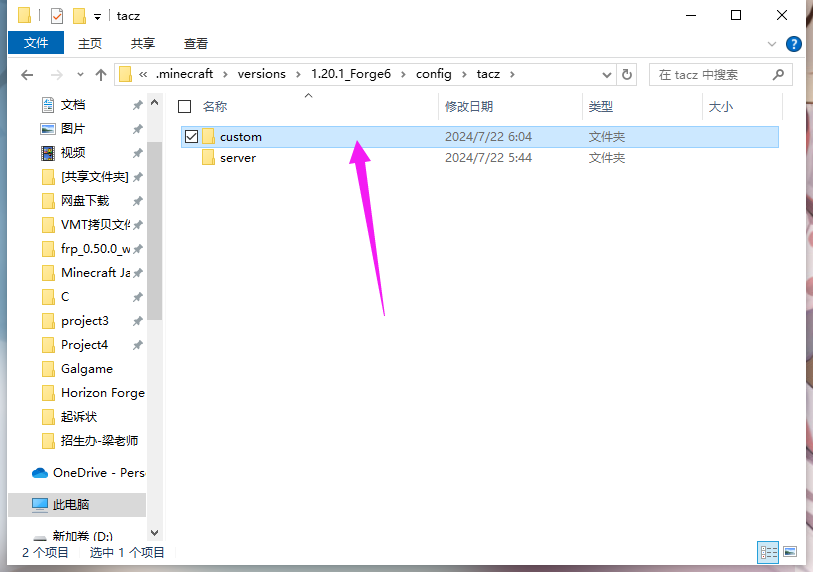 tacz
文件 主页 共享 查看
« .minecraft › versions › 1.20.1_Forge6 › config › tacz ›
在 tacz 中搜索
名称 修改日期 类型 大小
custom 2024/7/22 6:04 文件夹
server 2024/7/22 5:44 文件夹
文档
图片
视频
[共享文件夹]
网盘下载
VMT拷贝文件
frp_0.50.0_w
Minecraft Ja
C
project3
Project4
Galgame
Horizon Forge
起诉状
招生办-梁老师
OneDrive - Pers
此电脑
新加卷 (D:)
2 个项目 选中 1 个项目